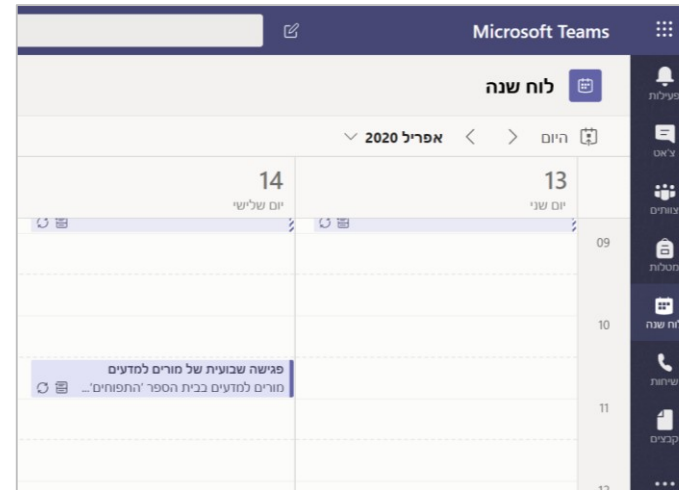 Microsoft Teams
לוח שנה
היום
אפריל 2020
13
יום שני
14
יום שלישי
09
10
11
12
פגישה שבועית של מורים למדעים
מורים למדעים בבית הספר 'התפוחים'...
פעילות
צ'אט
צוותים
מטלות
לוח שנה
שיחות
קבצים